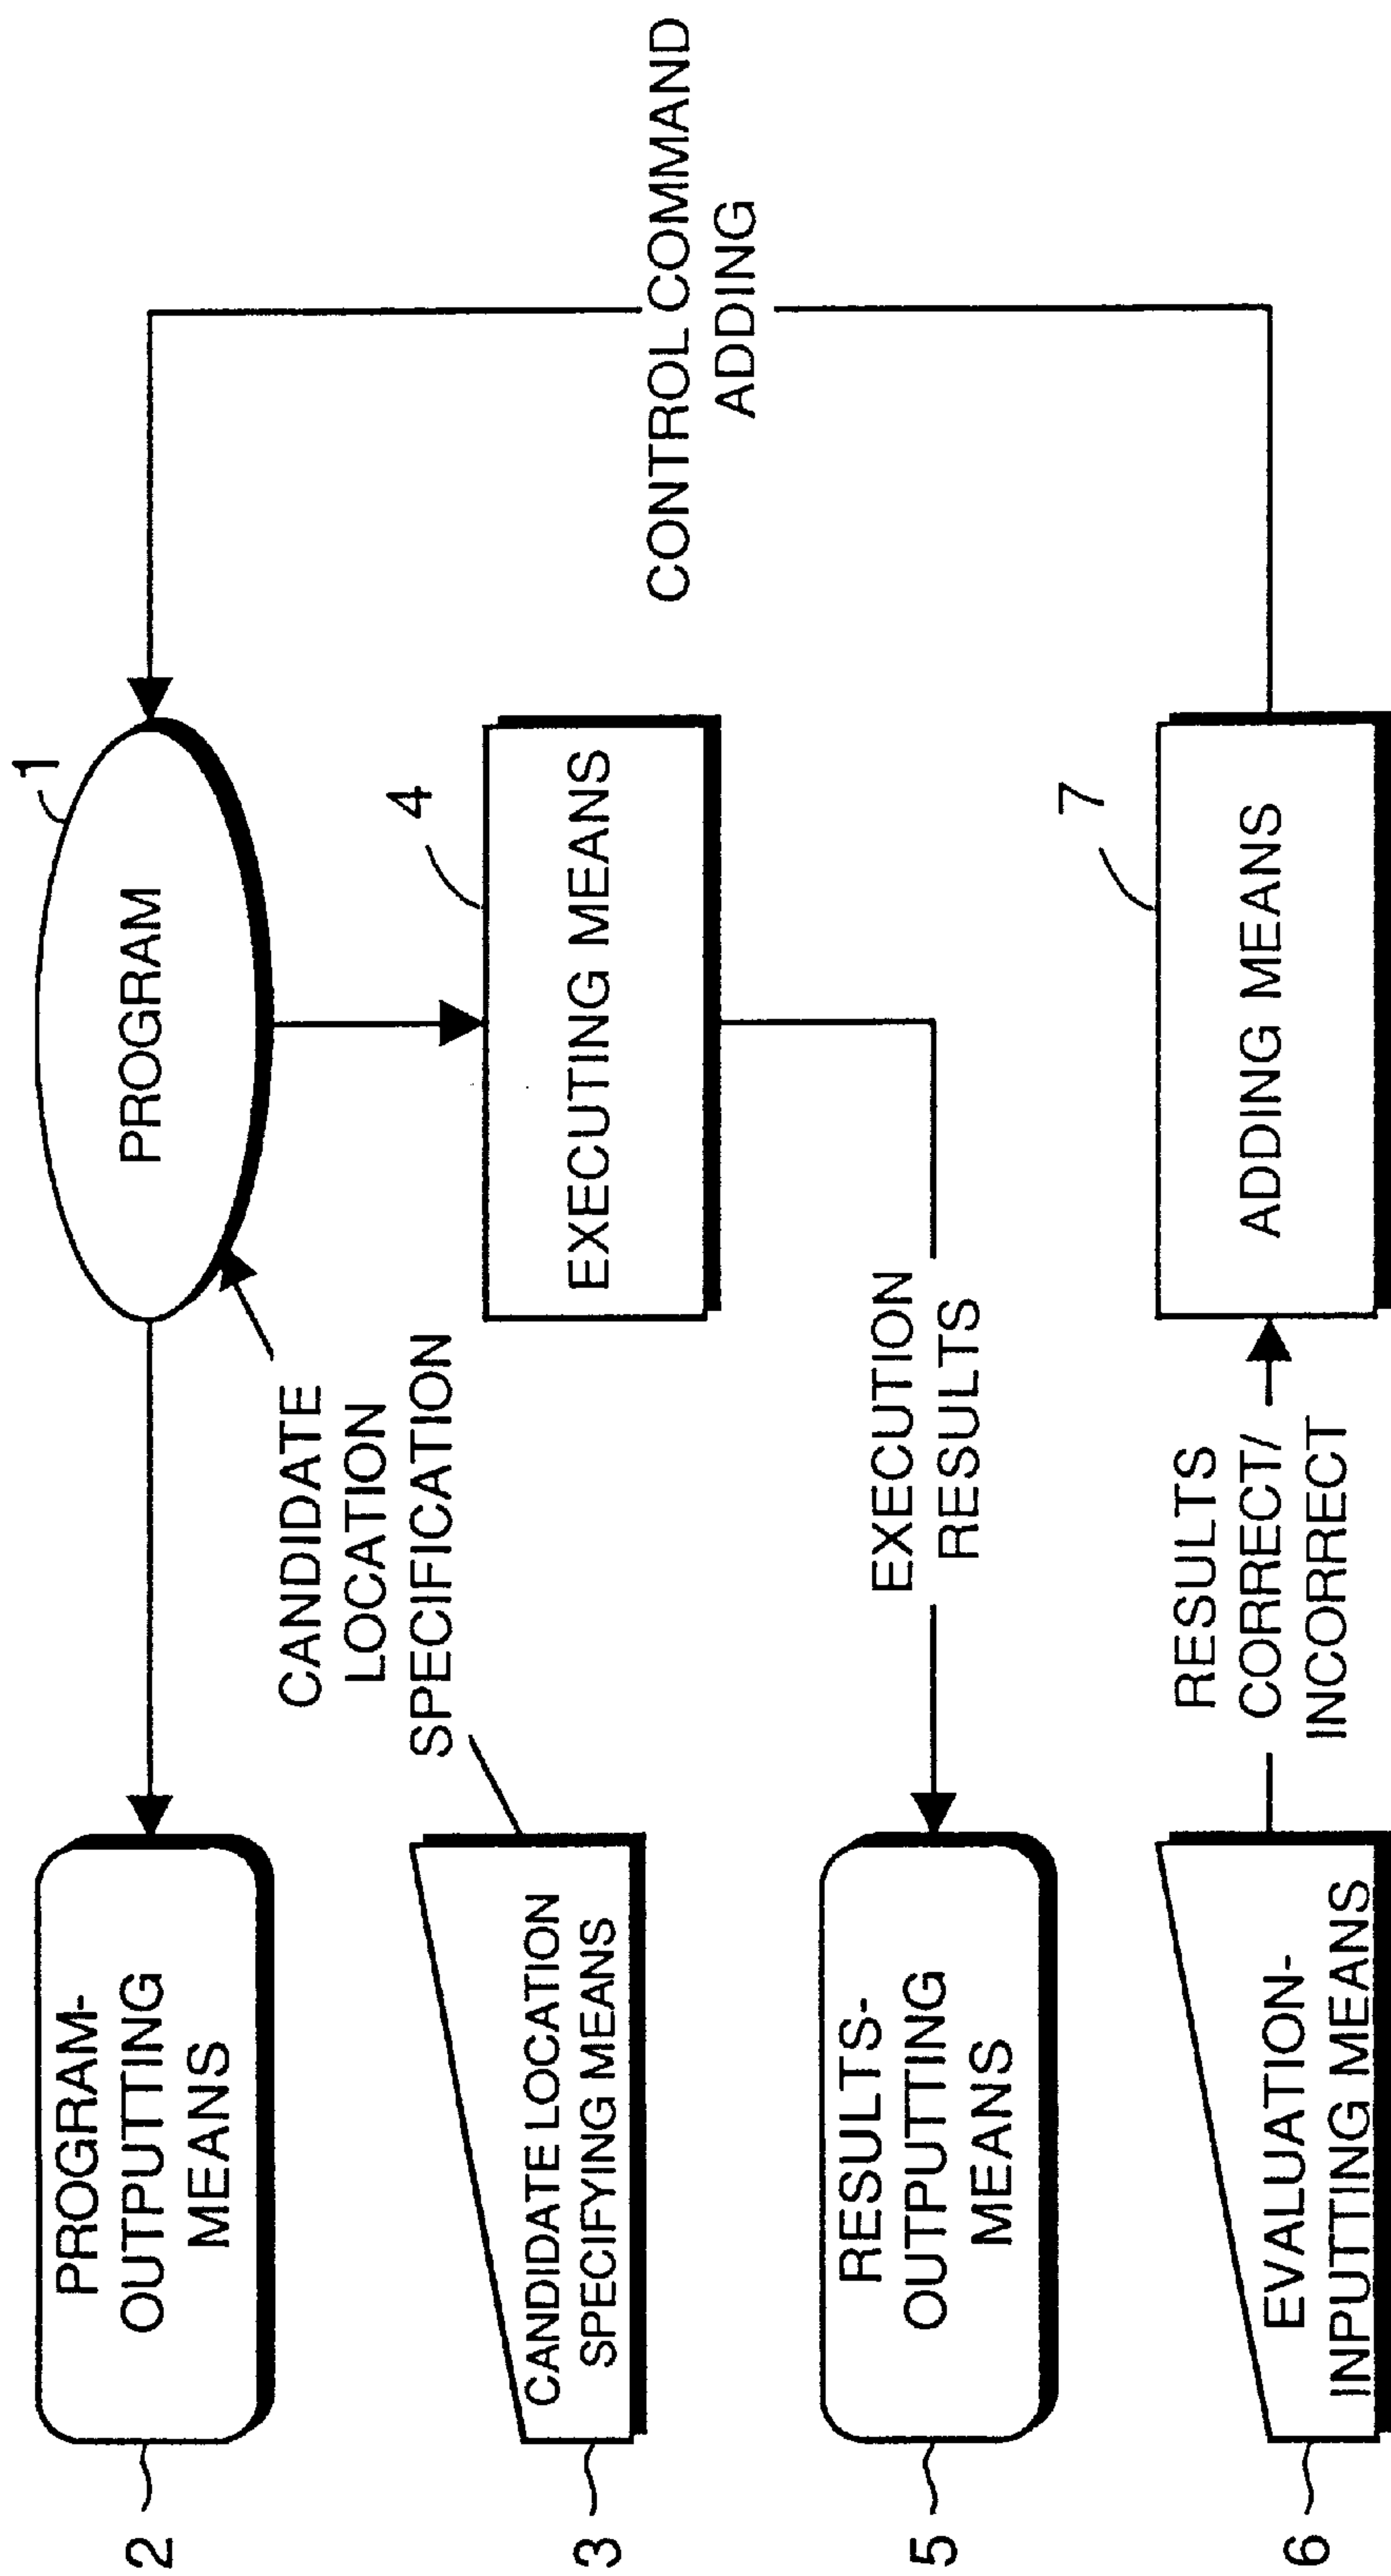 1
PROGRAM-
OUTPUTTING
MEANS
2
PROGRAM
CANDIDATE
LOCATION
SPECIFICATION
CANDIDATE LOCATION
SPECIFYING MEANS
3
4
EXECUTING MEANS
CONTROL COMMAND
ADDING
EXECUTION
RESULTS
RESULTS-
OUTPUTTING
MEANS
5
7
RESULTS
CORRECT/
INCORRECT
ADDING MEANS
EVALUATION-
INPUTTING MEANS
6